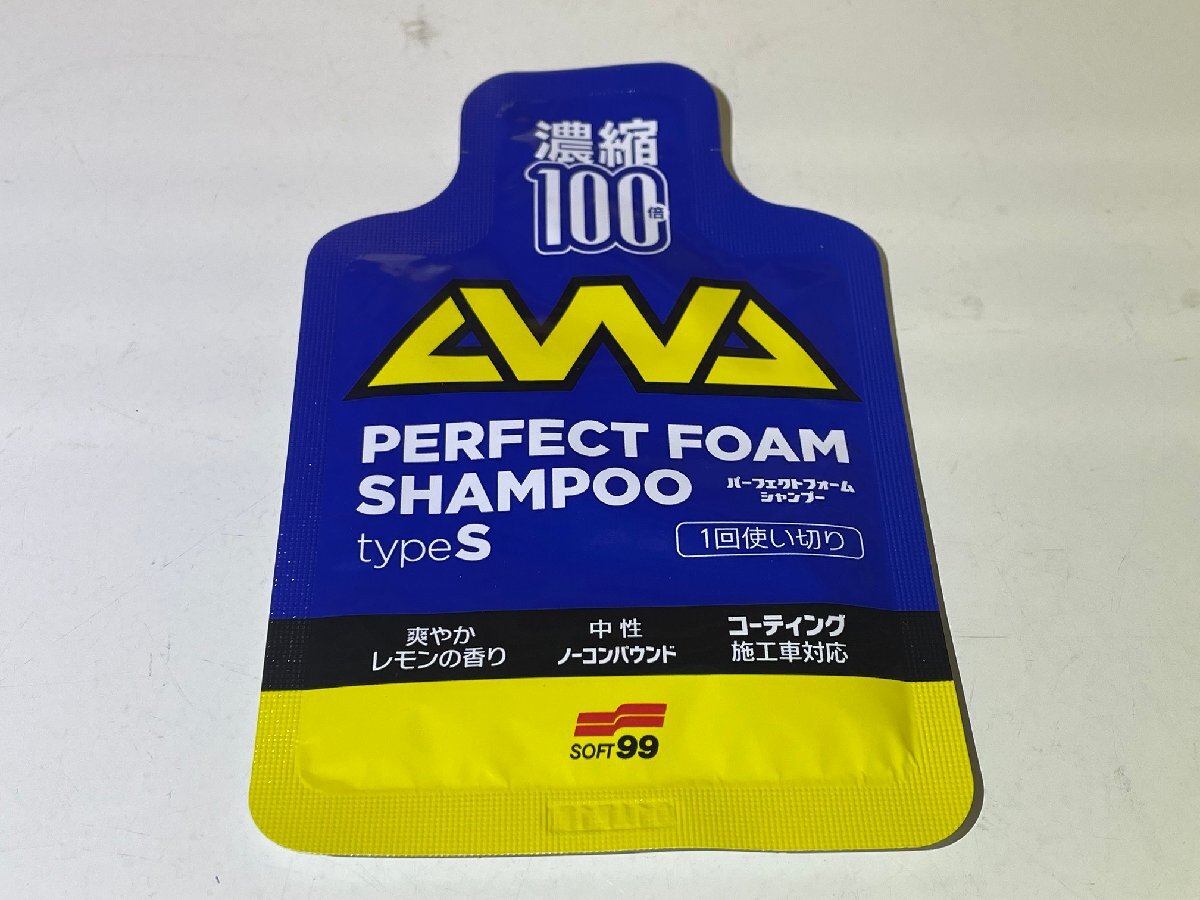 濃縮
100倍
AWA
PERFECT FOAM
SHAMPOO
パーフェクトフォーム
シャンプー
typeS
1回使い切り
爽やか
レモンの香り
中性
ノーコンパウンド
コーティング
施工車対応
SOFT99